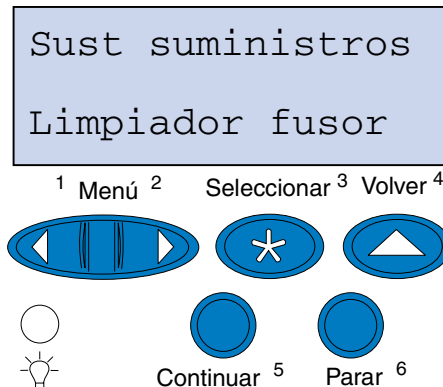 Sust suministros
Limpiador fusor
1 Menú 2 Seleccionar 3 Volver 4
Continuar 5 Parar 6